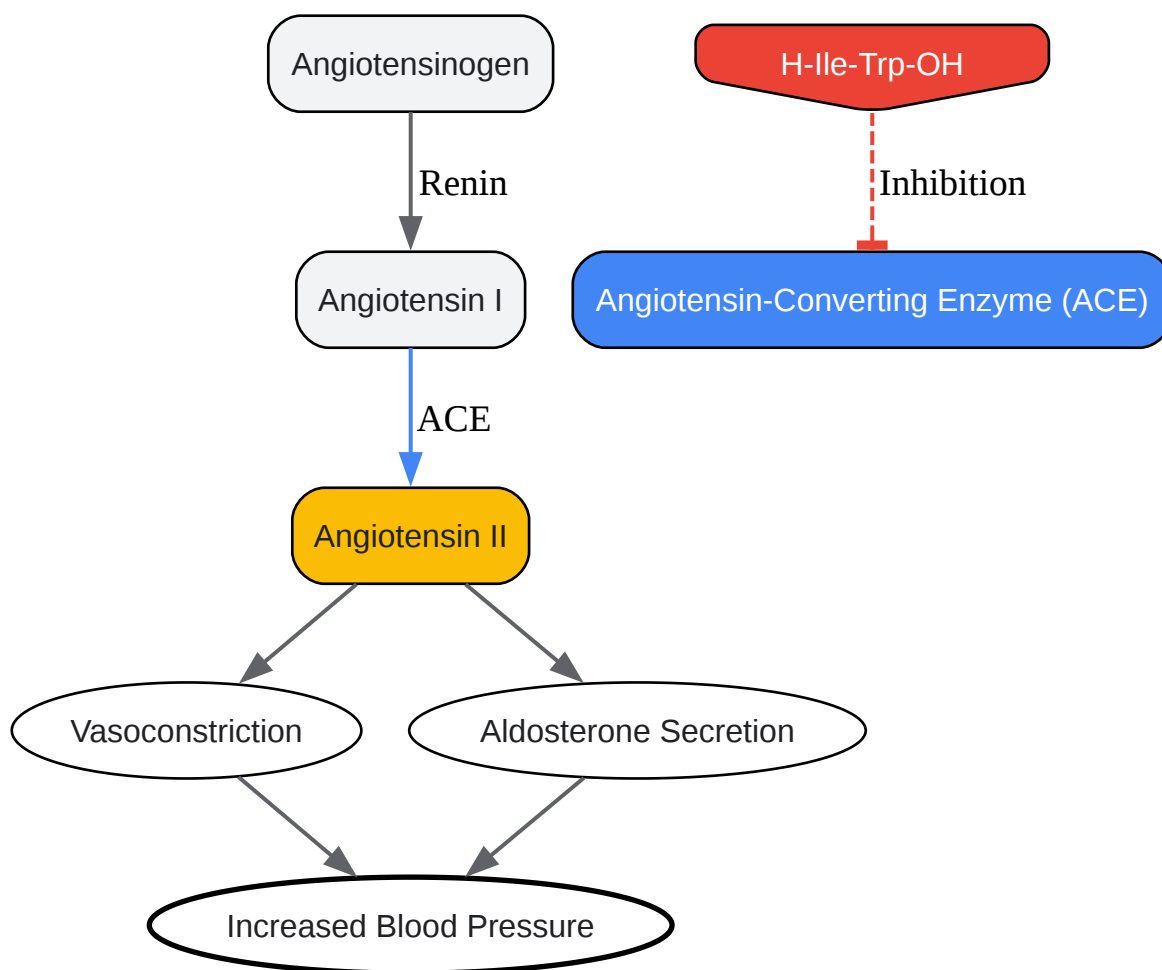 Angiotensinogen
H-Ile-Trp-OH
Renin
Inhibition
Angiotensin I
Angiotensin-Converting Enzyme (ACE)
ACE
Angiotensin II
Vasoconstriction
Aldosterone Secretion
Increased Blood Pressure